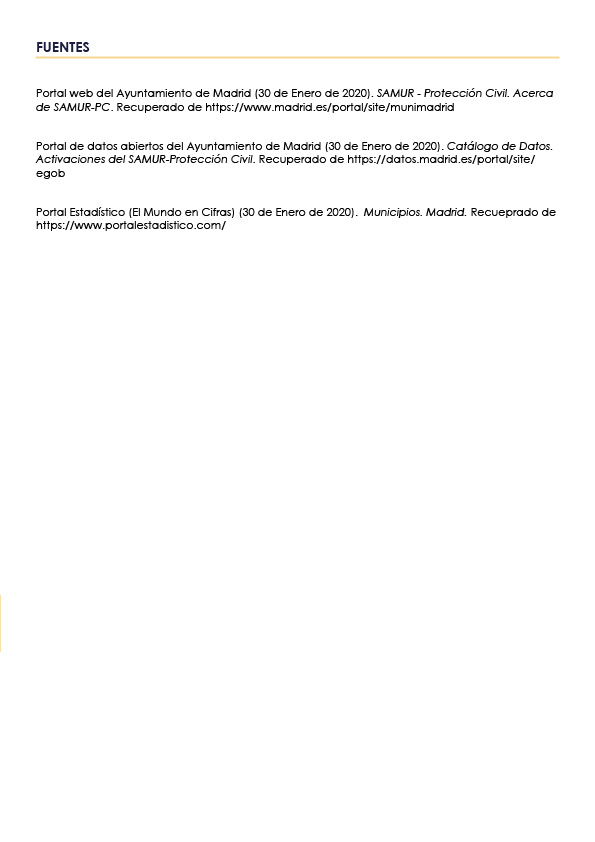 FUENTES
Portal web del Ayuntamiento de Madrid (30 de Enero de 2020). SAMUR - Protección Civil. Acerca
de SAMUR-PC. Recuperado de https://www.madrid.es/portal/site/munimadrid
Portal de datos abiertos del Ayuntamiento de Madrid (30 de Enero de 2020). Catálogo de Datos.
Activaciones del SAMUR-Protección Civil. Recuperado de https://datos.madrid.es/portal/site/
egob
Portal Estadístico (El Mundo en Cifras) (30 de Enero de 2020).  Municipios. Madrid. Recueprado de
https://www.portalestadistico.com/